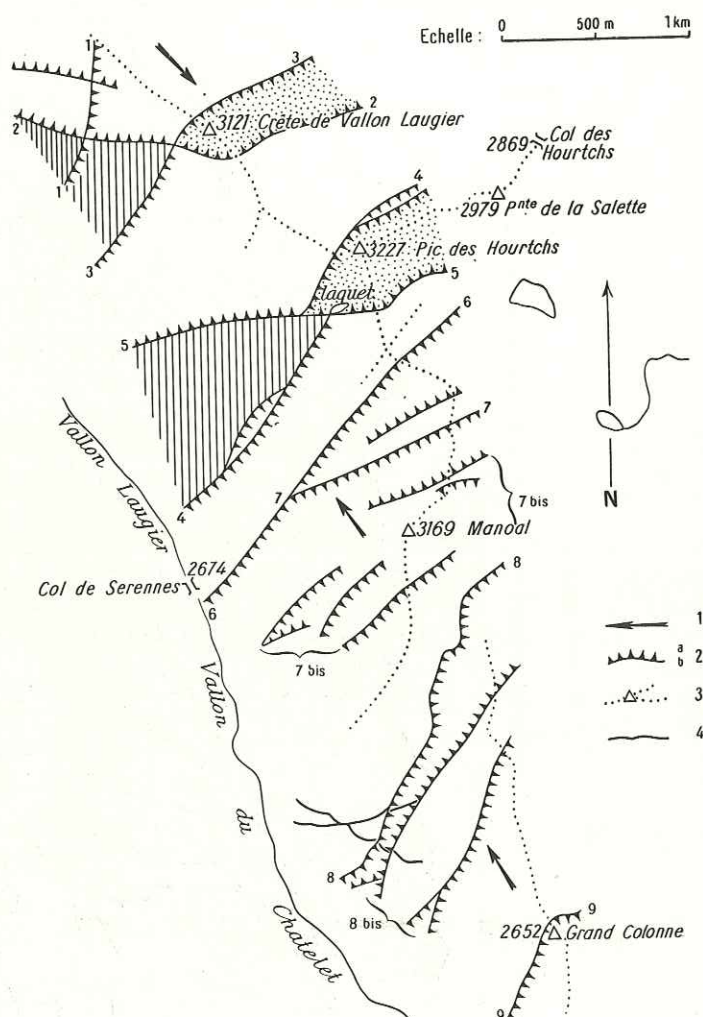 Echelle : 0 500 m 1km
1
3
2
2
3121 Crête de Vallon Laugier
2869
Col des
Hourtchs
1
4
2979 Pnte de la Salette
3
3227 Pic des Hourtchs
5
laquet
6
5
7
Vallon
Laugier
4
7
7 bis
N
3169 Manoal
2674
Col de Serennes
6
8
1
7 bis
a
b
2
3
Vallon
4
du
8
8 bis
9
2652 Grand Colonne
Chatelet
9